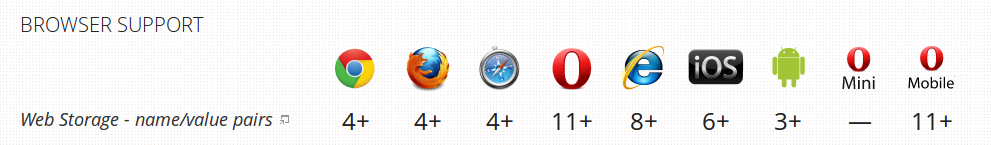 BROWSER SUPPORT
iOS
Mini
Mobile
Web Storage - name/value pairs 4+ 4+ 4+ 11+ 8+ 6+ 3+ — 11+